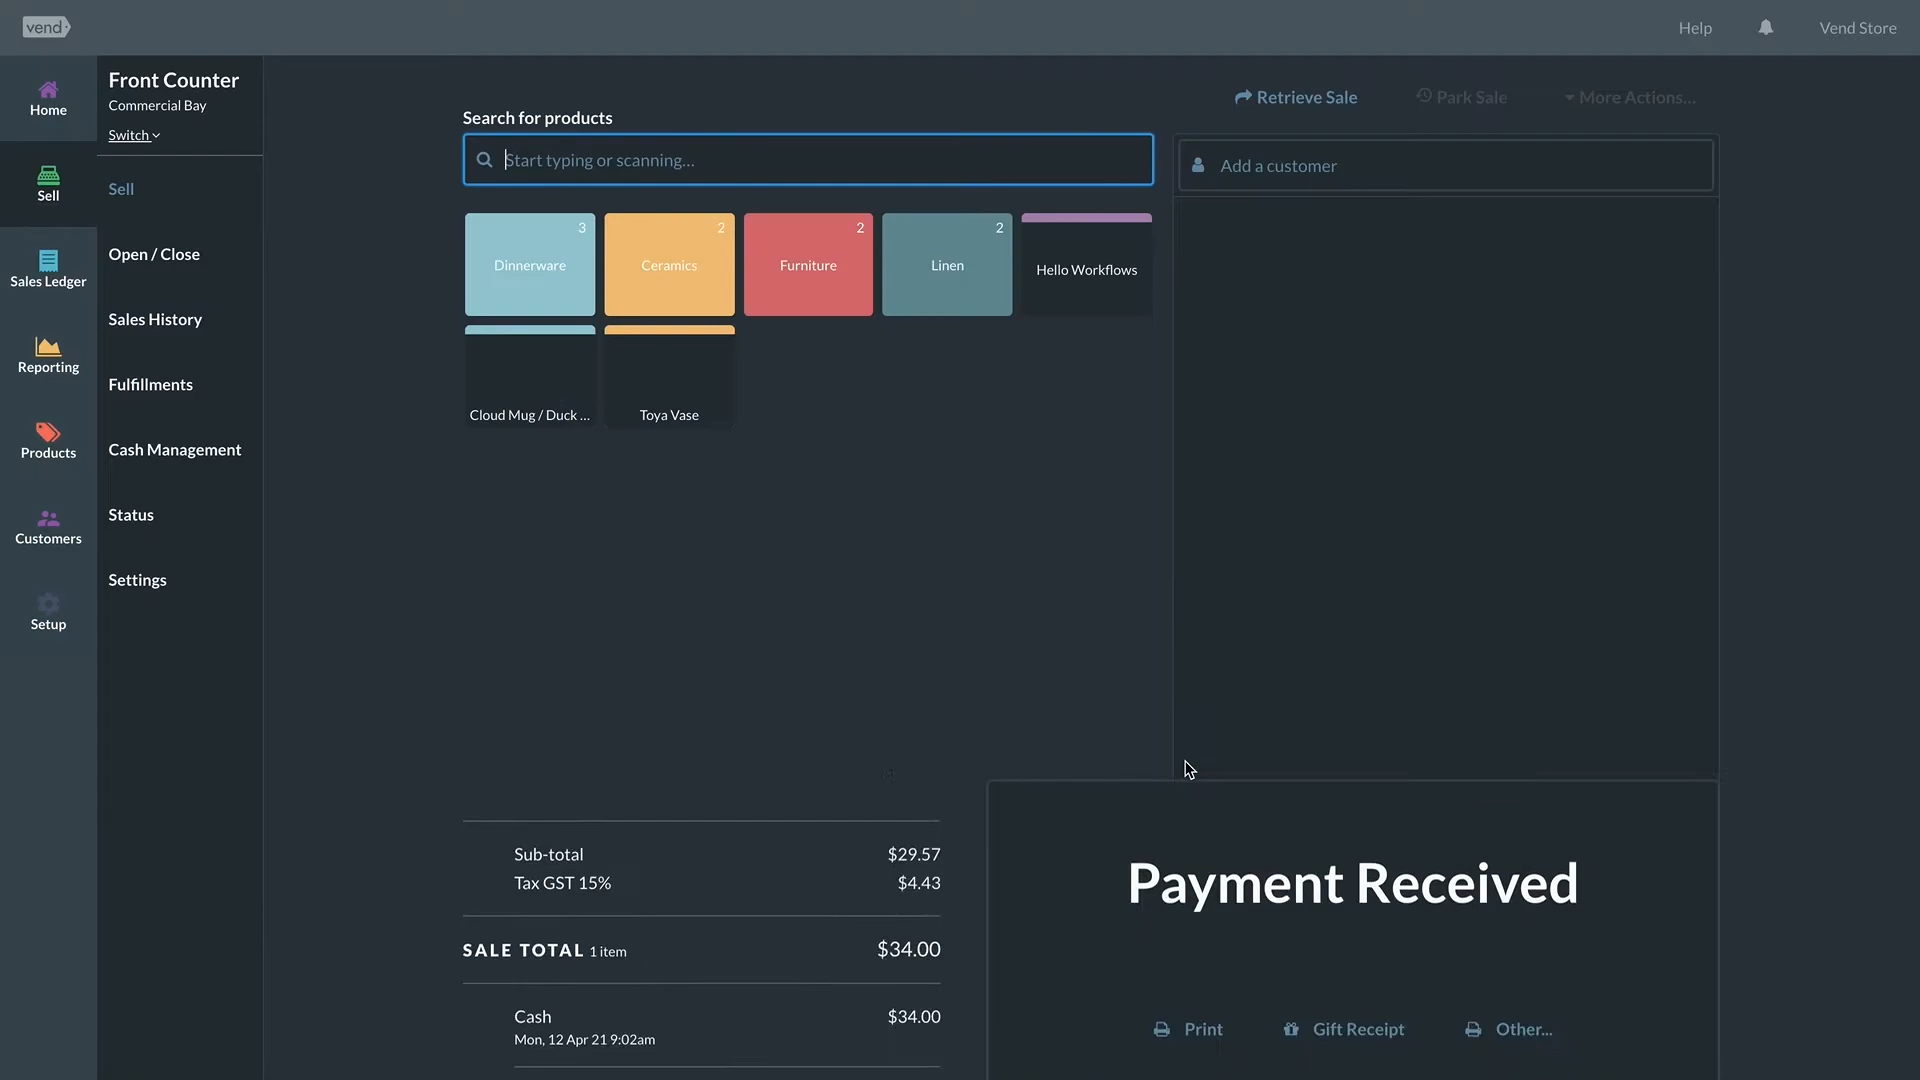 vend
Help
Vend Store
Home
Sell
Sales Ledger
Reporting
Products
Customers
Setup
Front Counter
Commercial Bay
Switch
Sell
Open / Close
Sales History
Fulfillments
Cash Management
Status
Settings
Retrieve Sale
Park Sale
More Actions...
Search for products
Start typing or scanning...
Add a customer
3
Dinnerware
2
Ceramics
2
Furniture
2
Linen
Hello Workflows
Cloud Mug / Duck ...
Toya Vase
Sub-total $29.57
Tax GST 15% $4.43
SALE TOTAL 1 item $34.00
Cash $34.00
Mon, 12 Apr 21 9:02am
Payment Received
Print
Gift Receipt
Other...